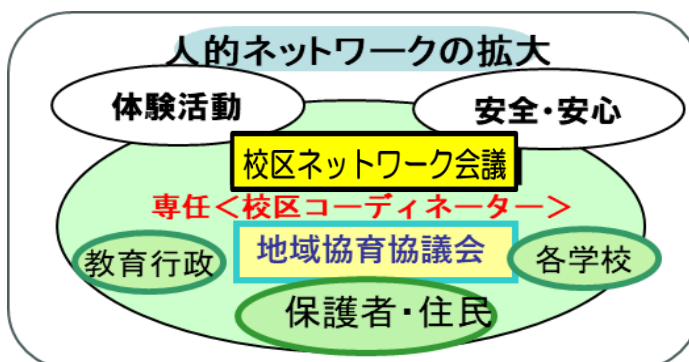 人的ネットワークの拡大
体験活動
安全・安心
校区ネットワーク会議
専任<校区コーディネーター>
教育行政
地域協育協議会
各学校
保護者・住民